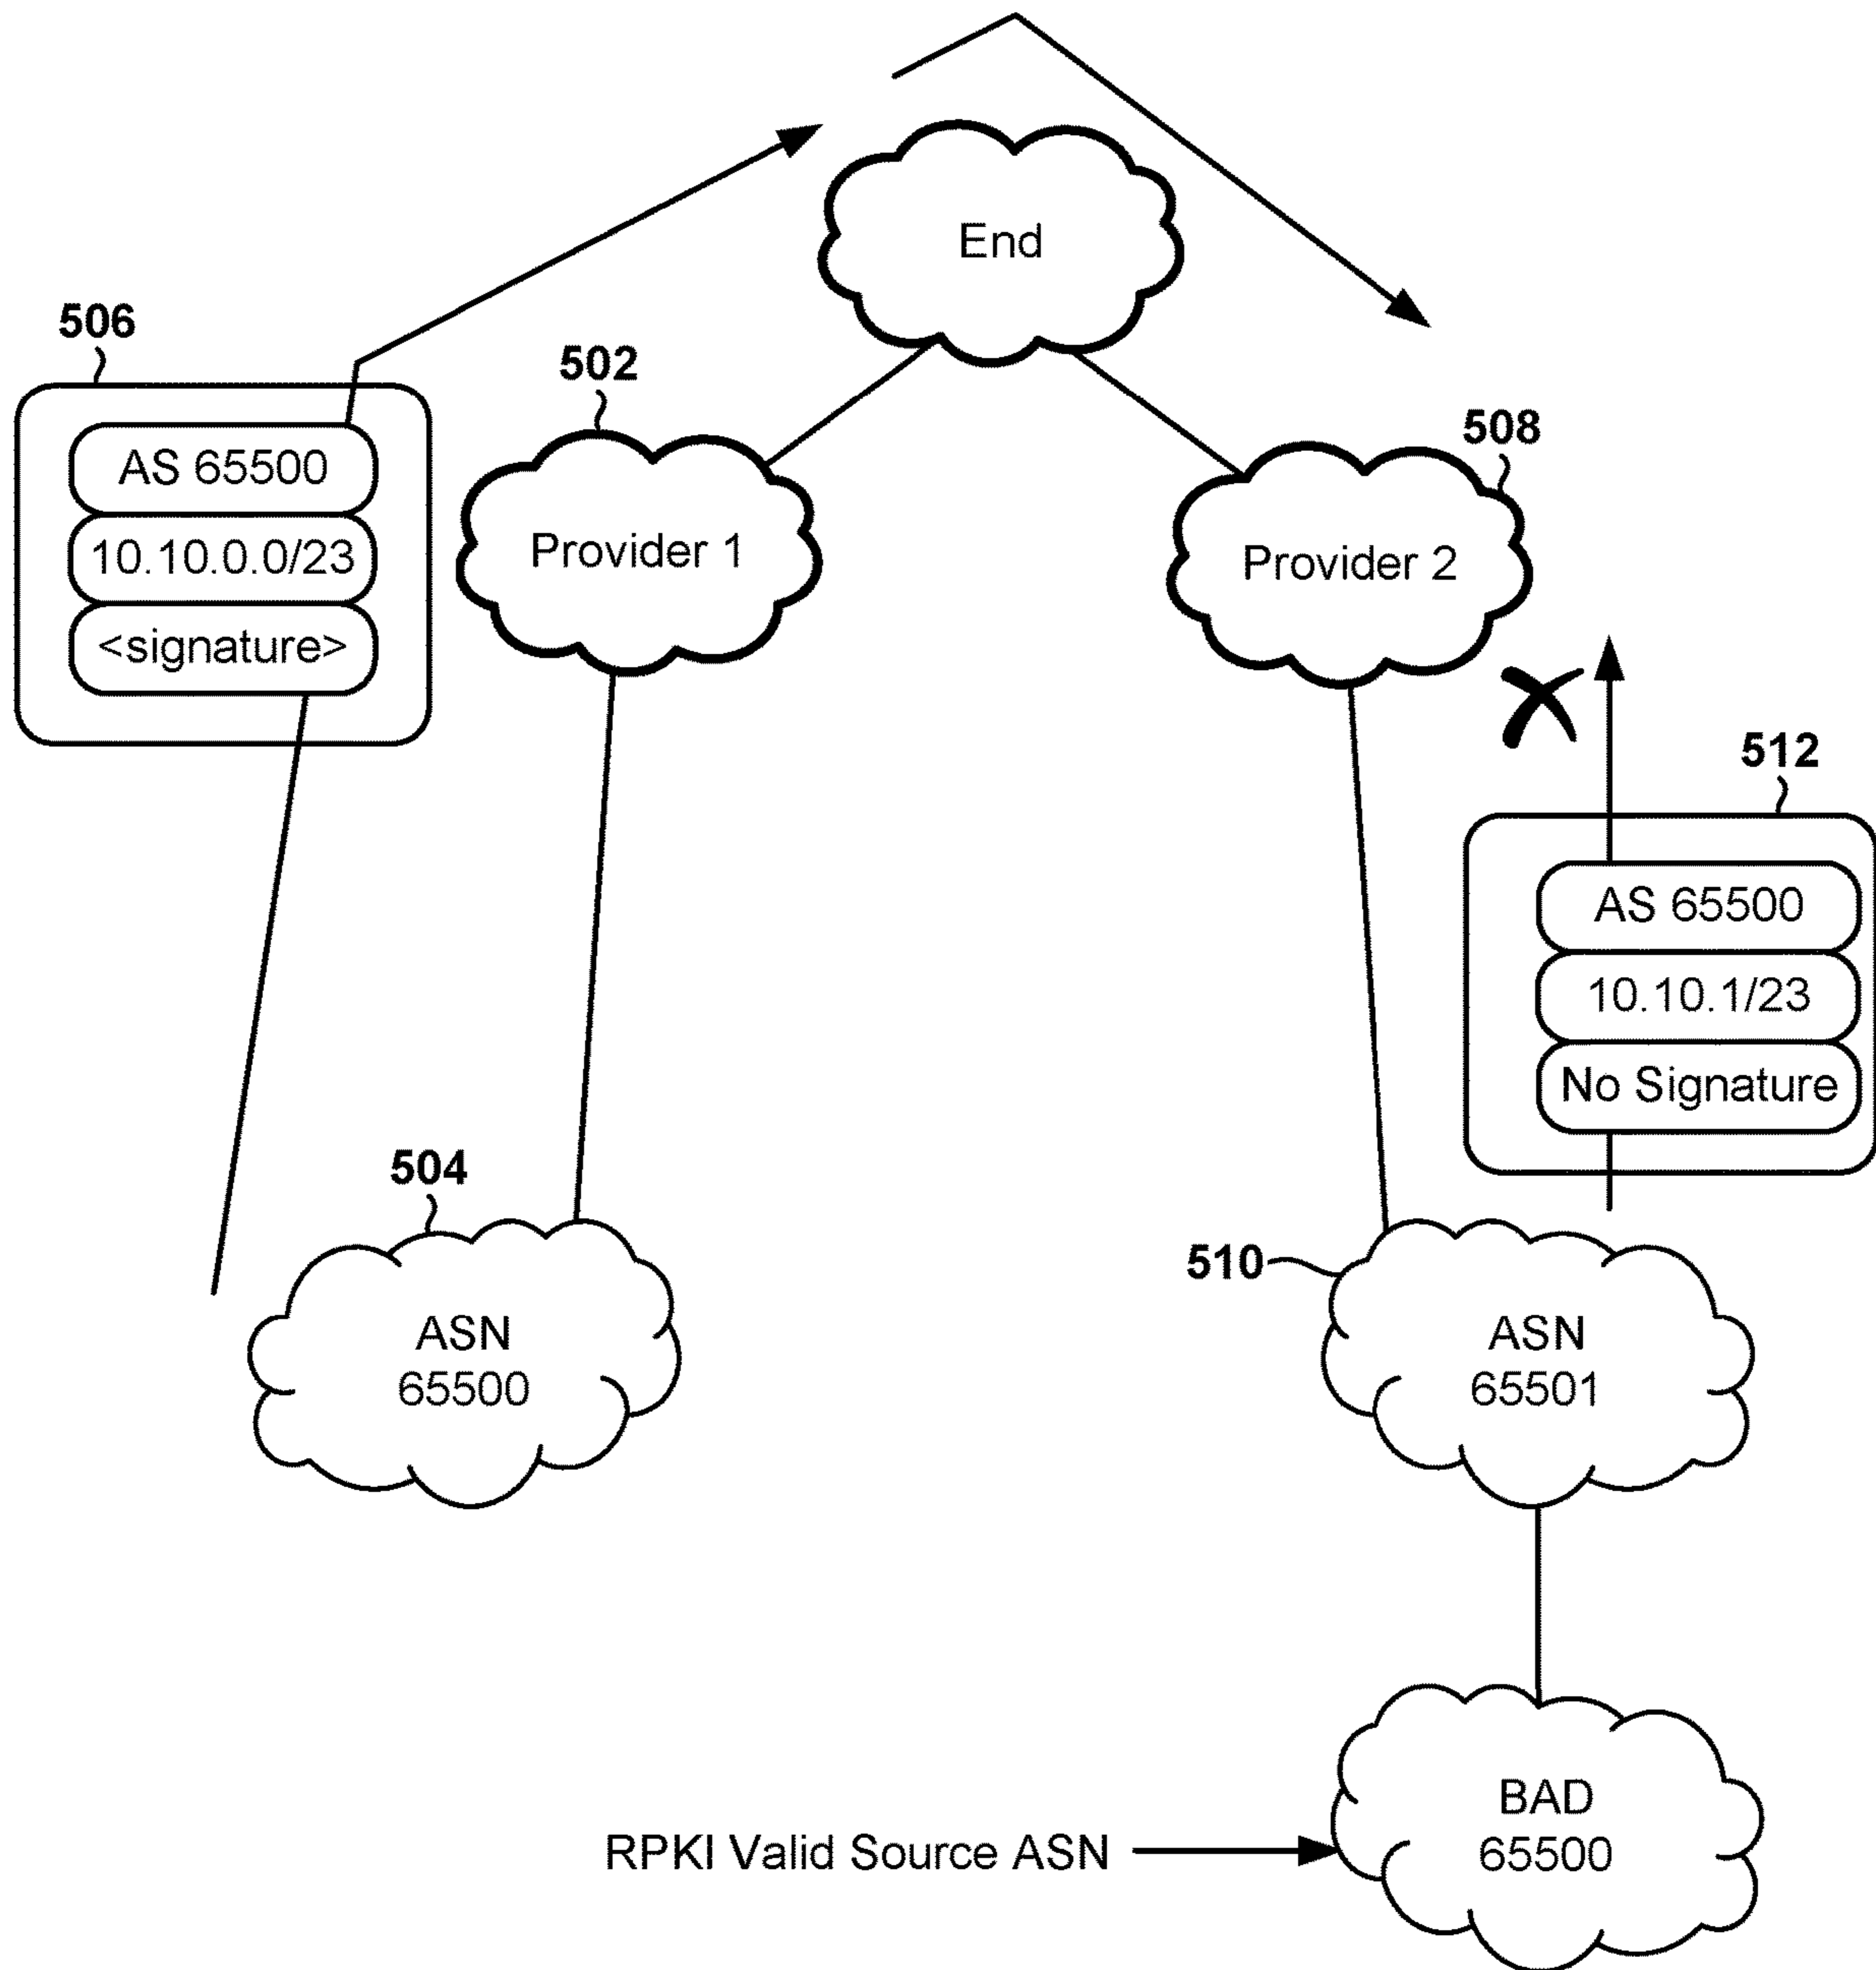 End
506
AS 65500
10.10.0.0/23
<signature>
502
Provider 1
508
Provider 2
512
AS 65500
10.10.1/23
No Signature
504
ASN
65500
510
ASN
65501
RPKI Valid Source ASN
BAD
65500